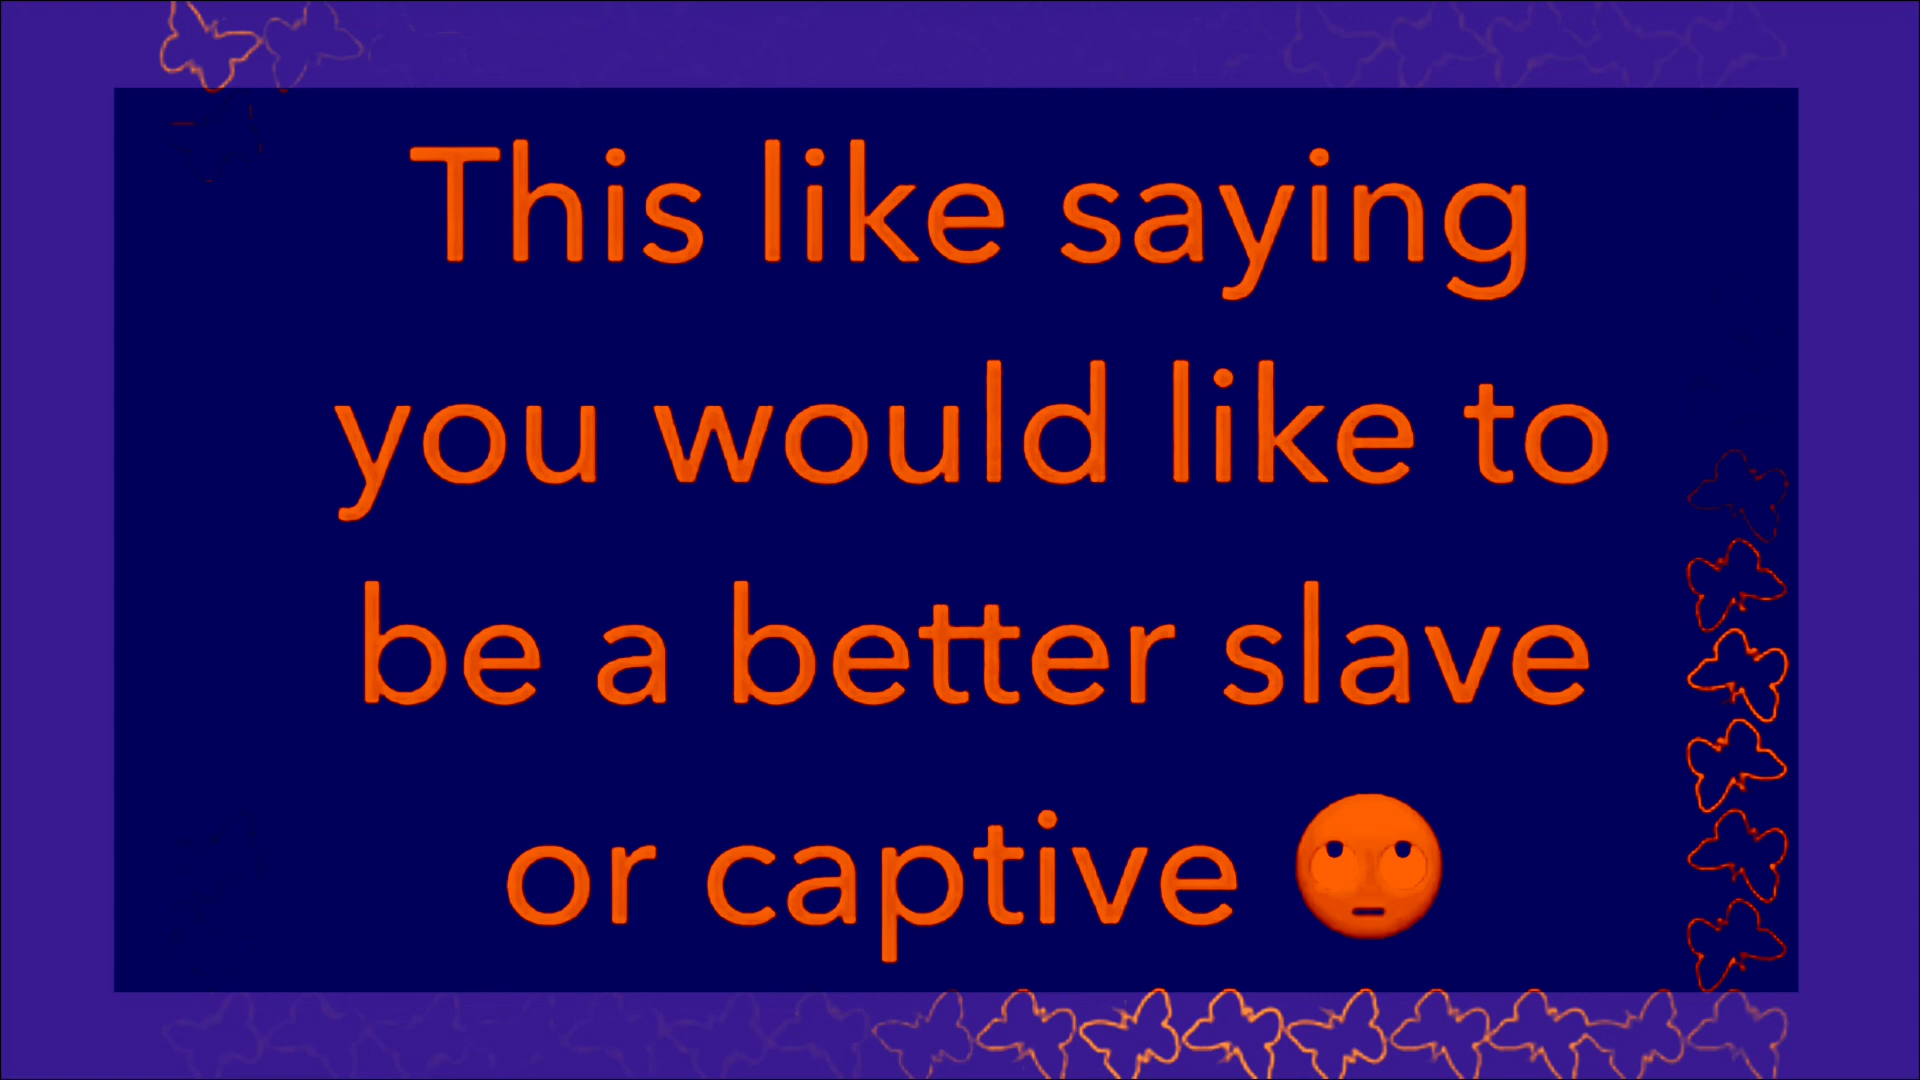 This like saying
you would like to
be a better slave
or captive 🙄